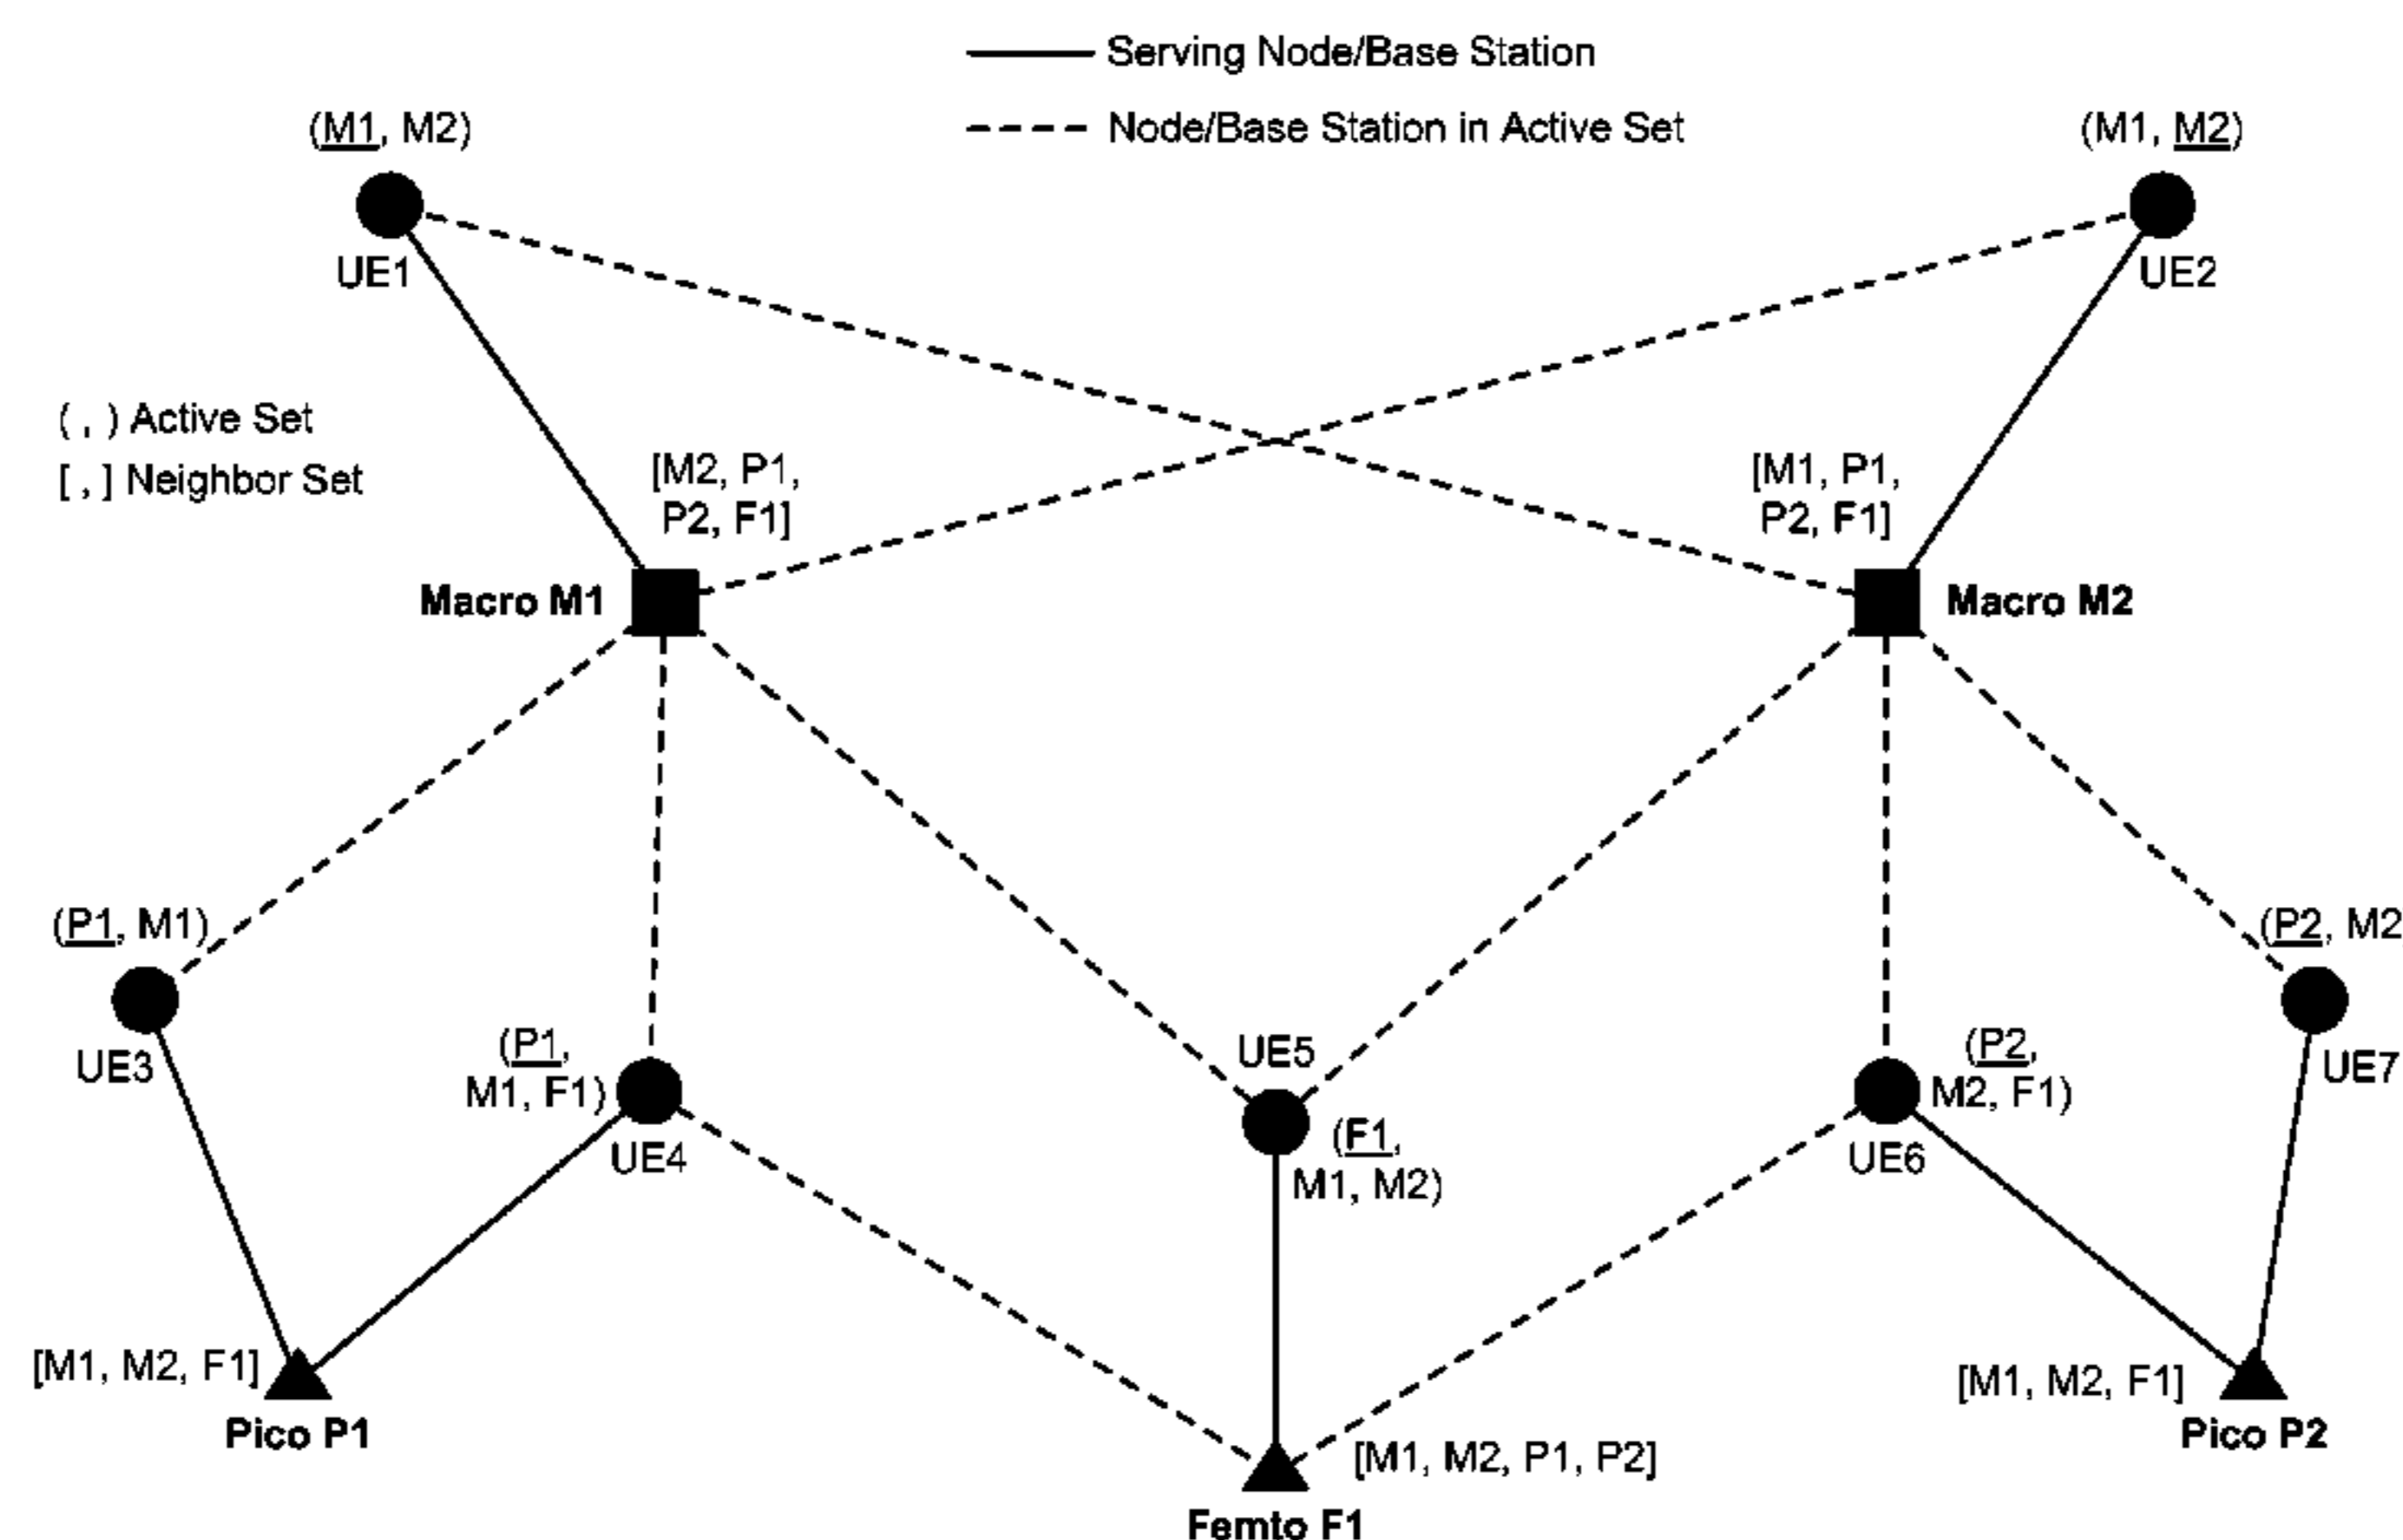 Serving Node/Base Station
Node/Base Station in Active Set
(M1, M2)
UE1
(M1, M2)
UE2
( , ) Active Set
[ , ] Neighbor Set
[M2, P1,
P2, F1]
Macro M1
[M1, P1,
P2, F1]
Macro M2
(P1, M1)
UE3
(P1,
M1, F1)
UE4
UE5
(F1,
M1, M2)
(P2,
M2, F1)
UE6
(P2, M2
UE7
[M1, M2, F1]
Pico P1
[M1, M2, P1, P2]
Femto F1
[M1, M2, F1]
Pico P2